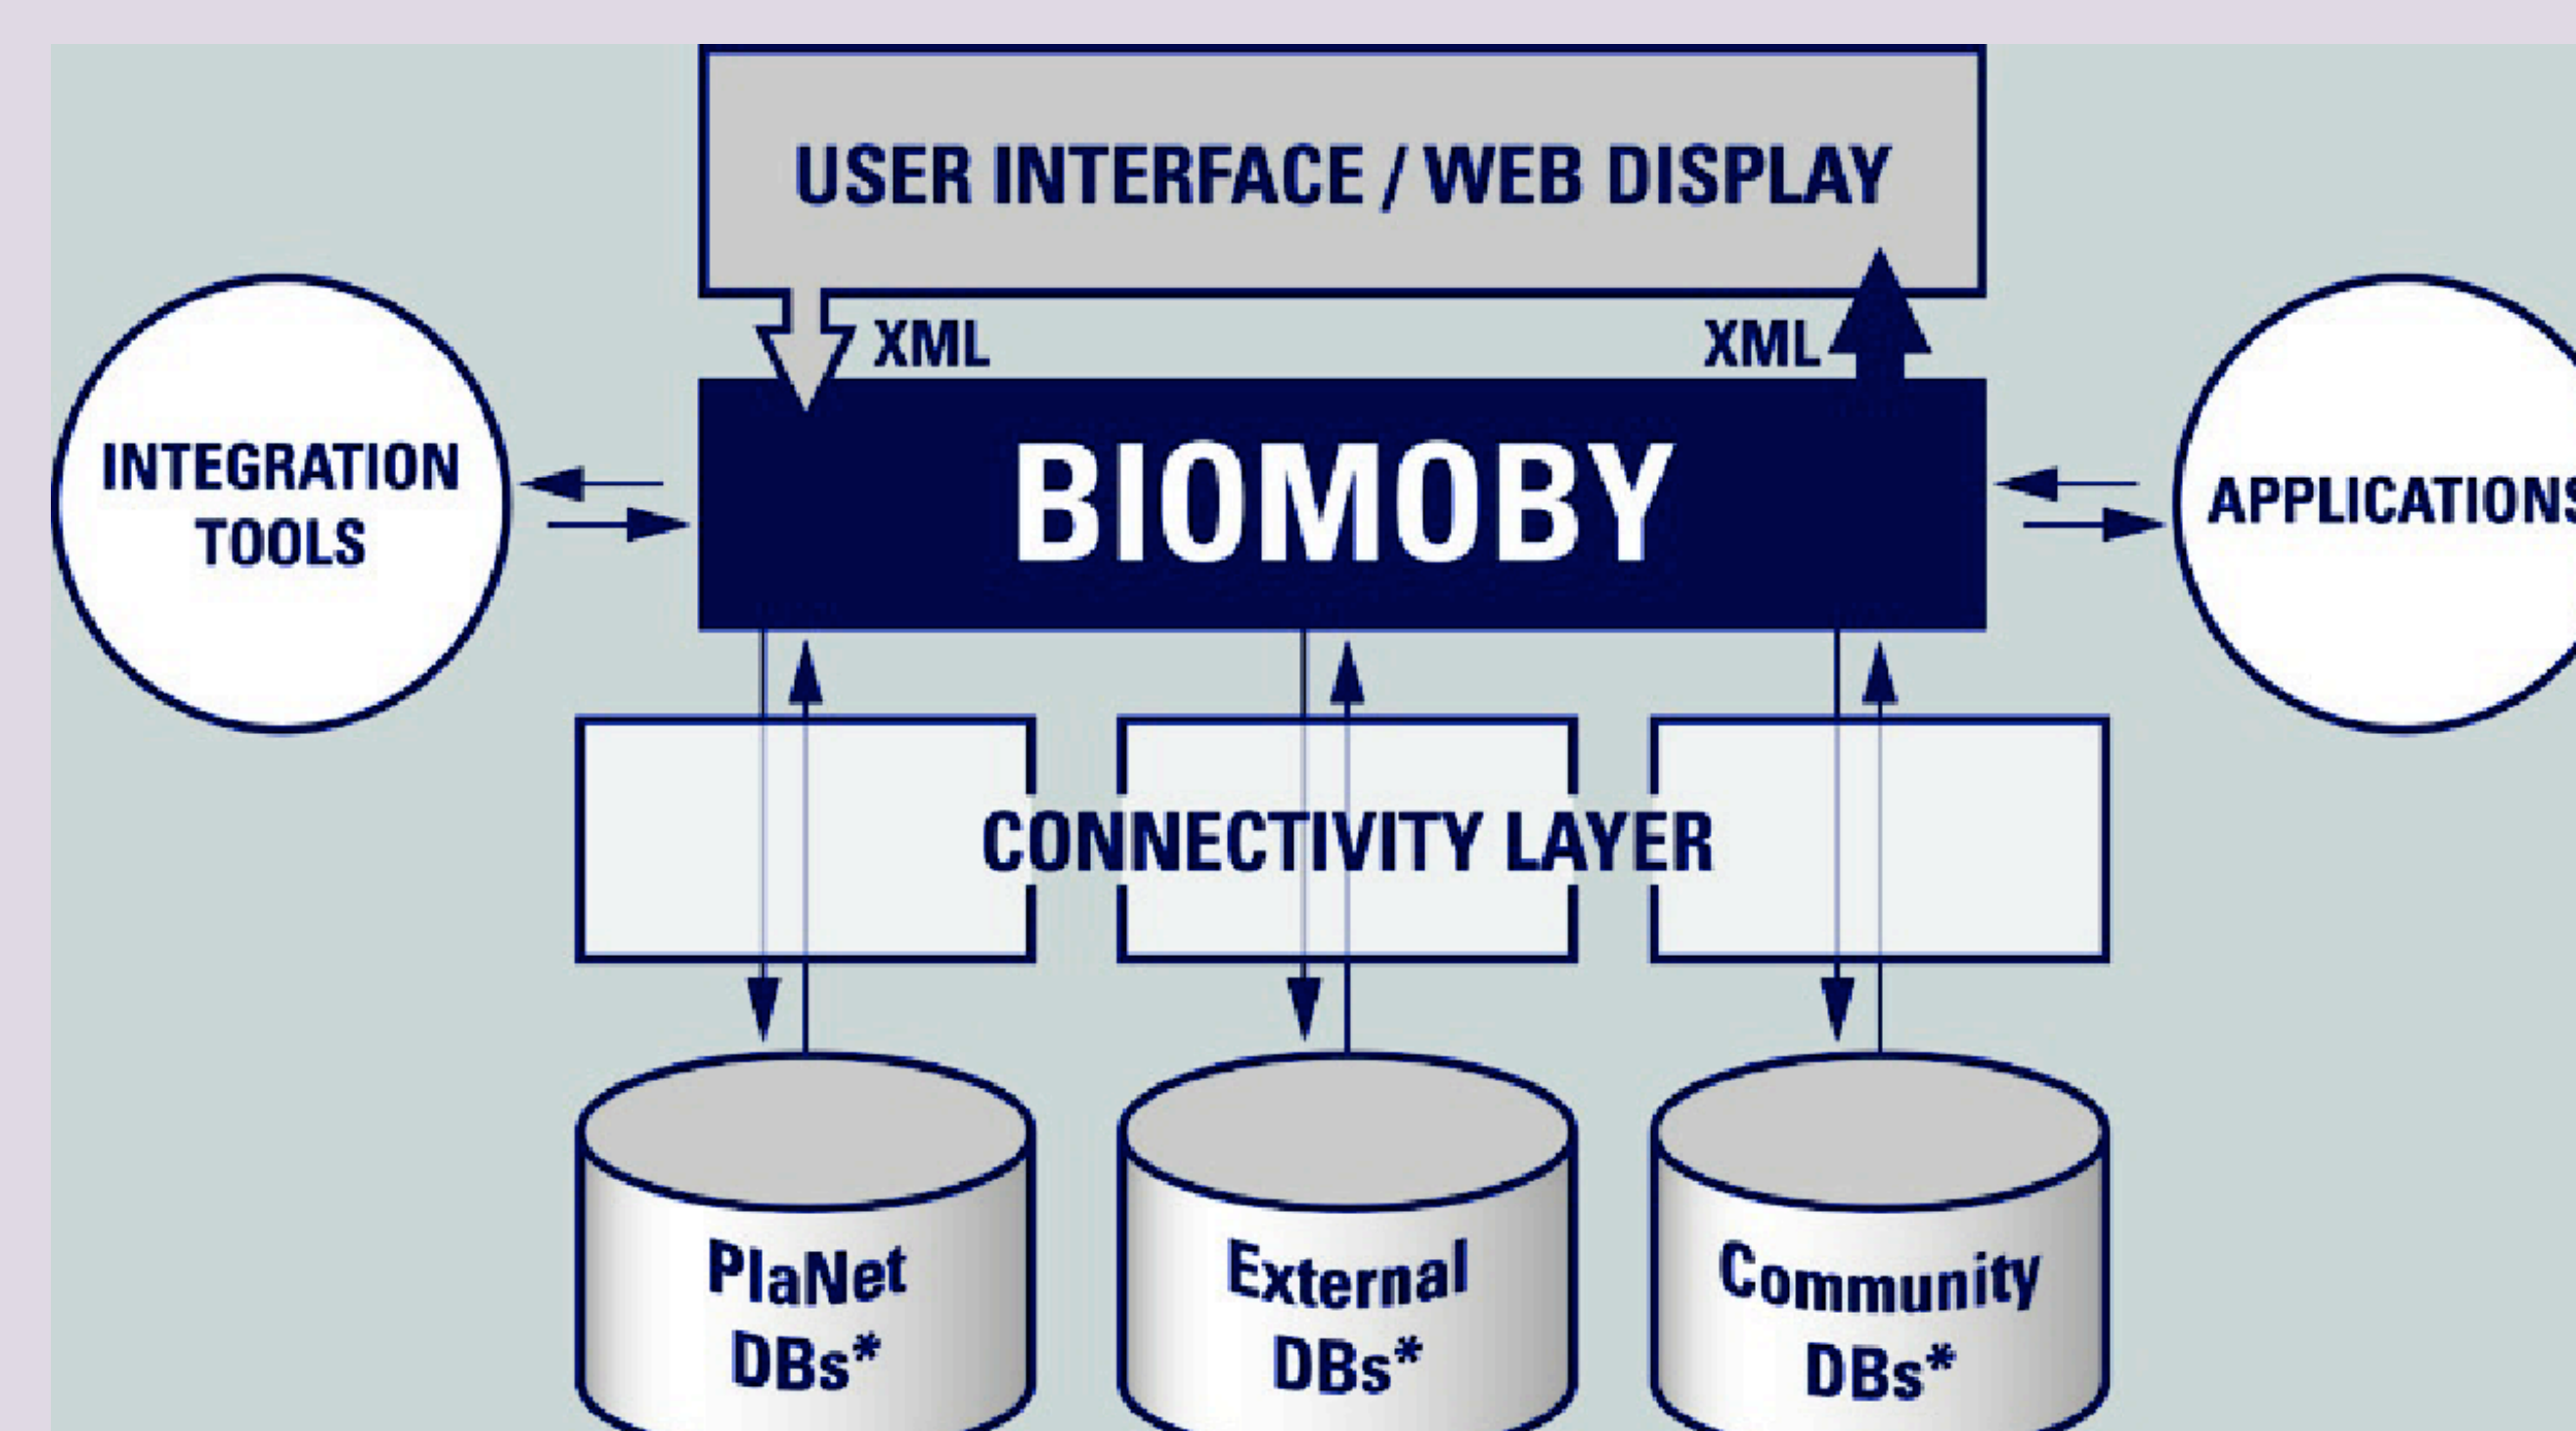 USER INTERFACE / WEB DISPLAY
XML
XML
INTEGRATION
TOOLS
BIOMOBY
APPLICATIONS
CONNECTIVITY LAYER
PlaNet
DBs*
External
DBs*
Community
DBs*